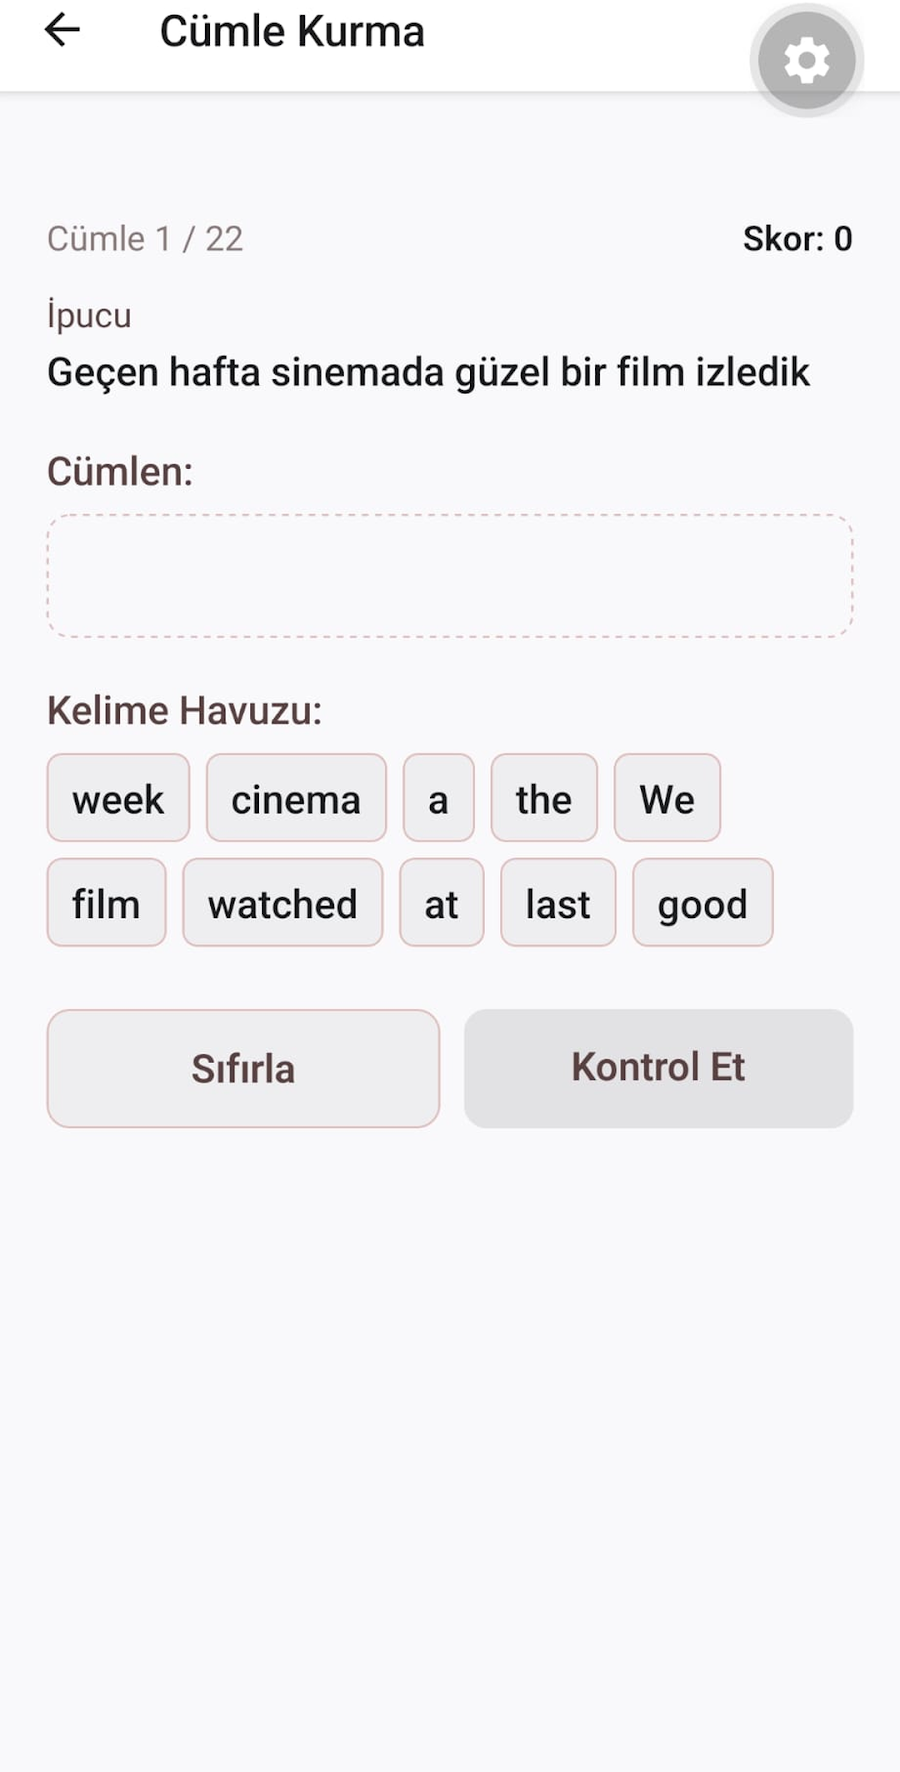 Cümle Kurma
Cümle 1 / 22 Skor: 0
İpucu
Geçen hafta sinemada güzel bir film izledik
Cümlen:
Kelime Havuzu:
week cinema a the We
film watched at last good
Sıfırla Kontrol Et